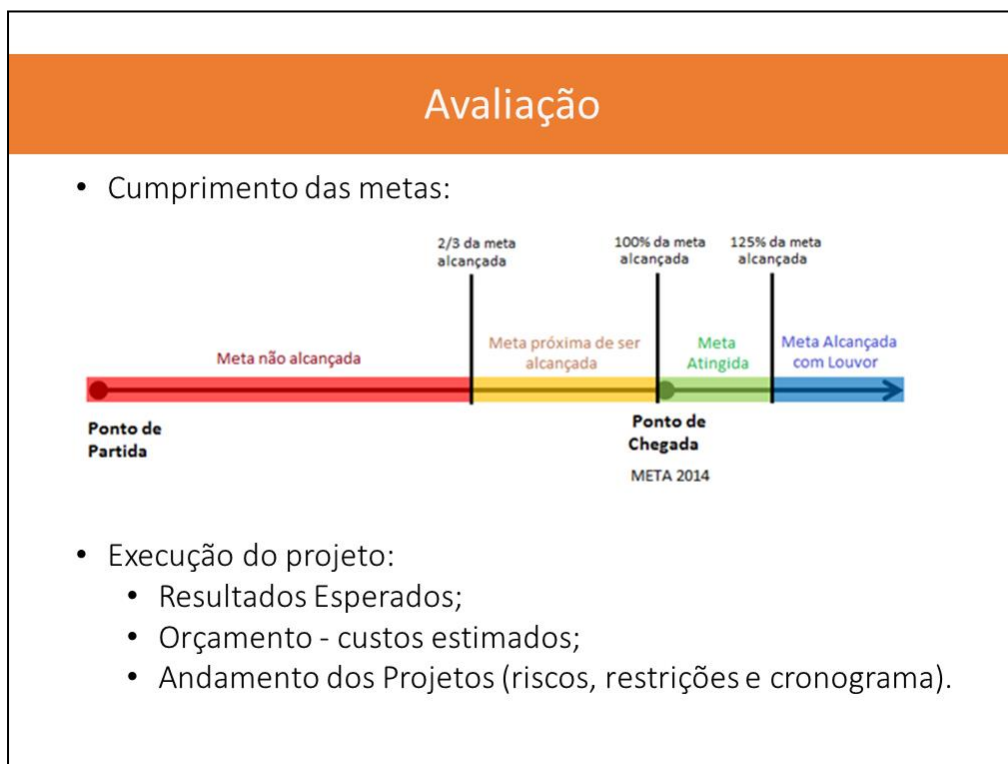 Avaliação
• Cumprimento das metas:
2/3 da meta
alcançada
100% da meta
alcançada
125% da meta
alcançada
Meta não alcançada
Meta próxima de ser
alcançada
Meta
Atingida
Meta Alcançada
com Louvor
Ponto de
Partida
Ponto de
Chegada
META 2014
• Execução do projeto:
• Resultados Esperados;
• Orçamento - custos estimados;
• Andamento dos Projetos (riscos, restrições e cronograma).